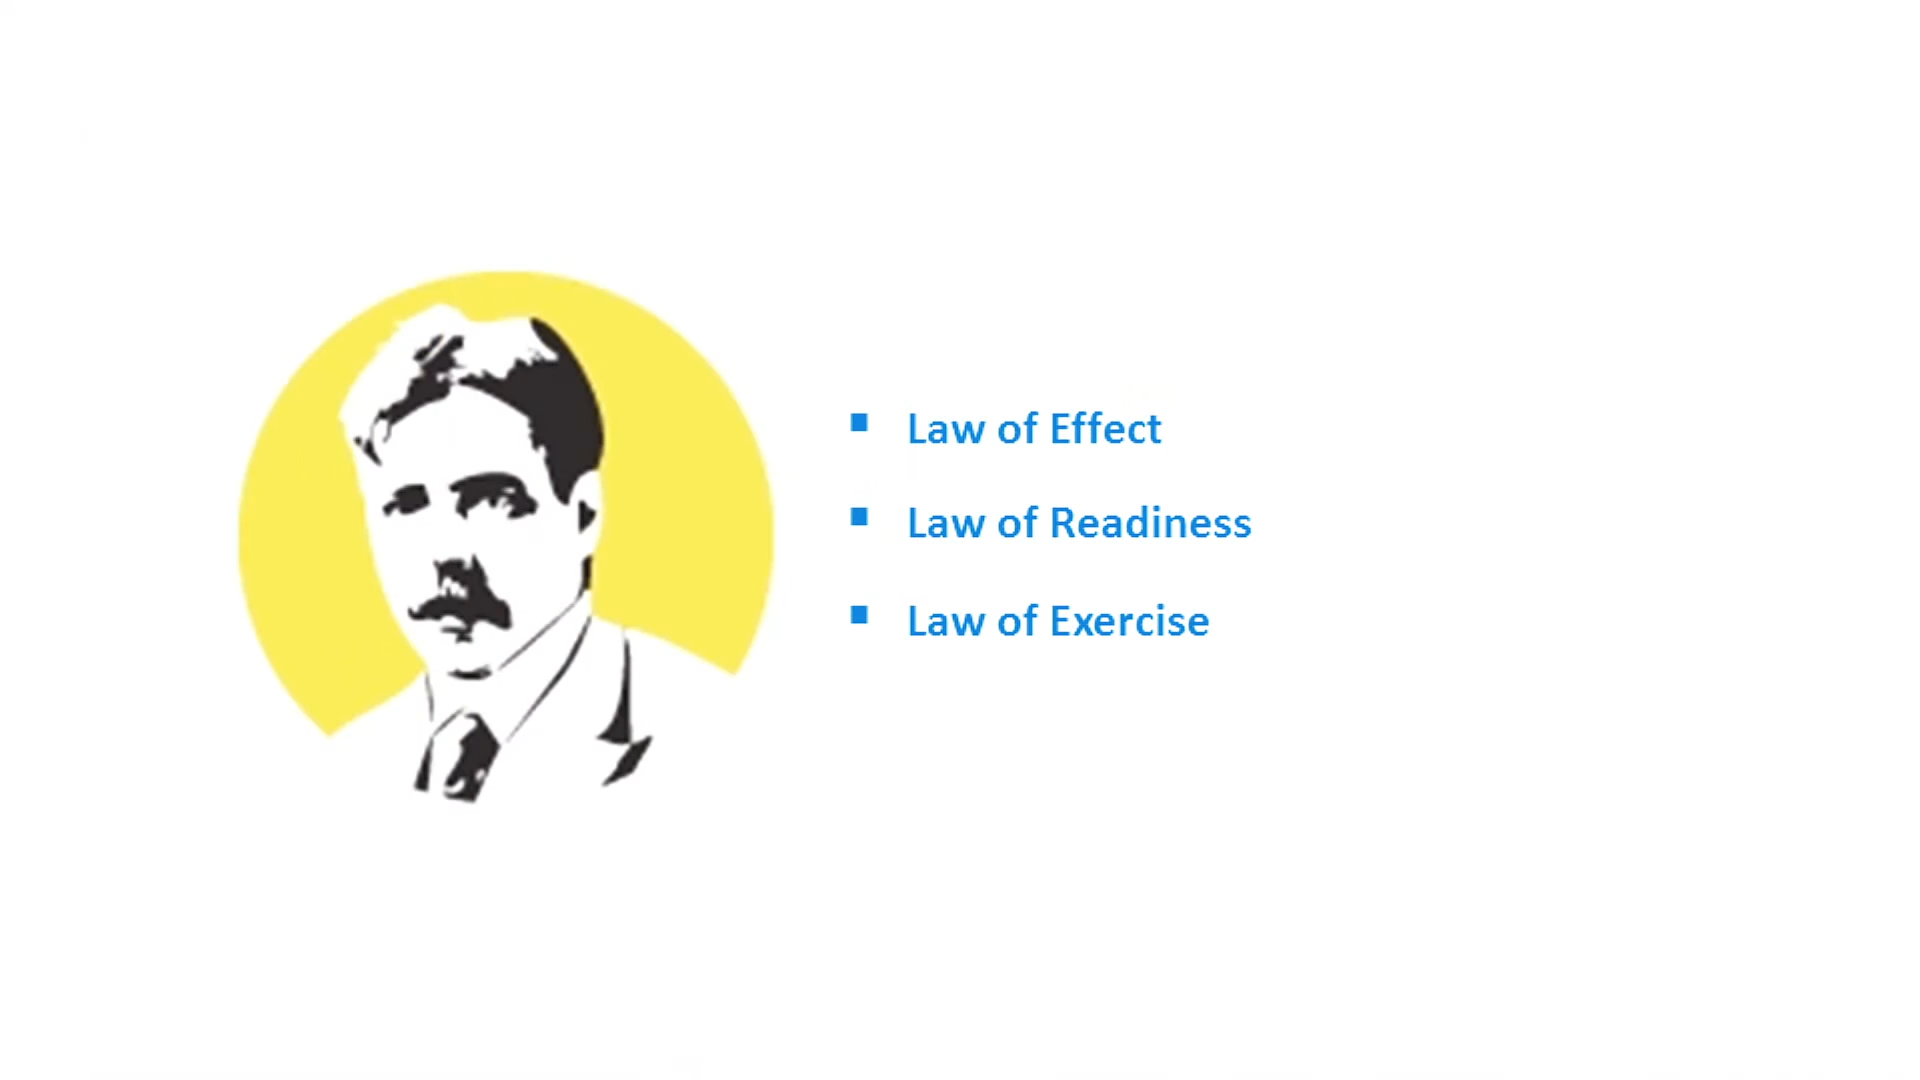 ▪ Law of Effect
▪ Law of Readiness
▪ Law of Exercise